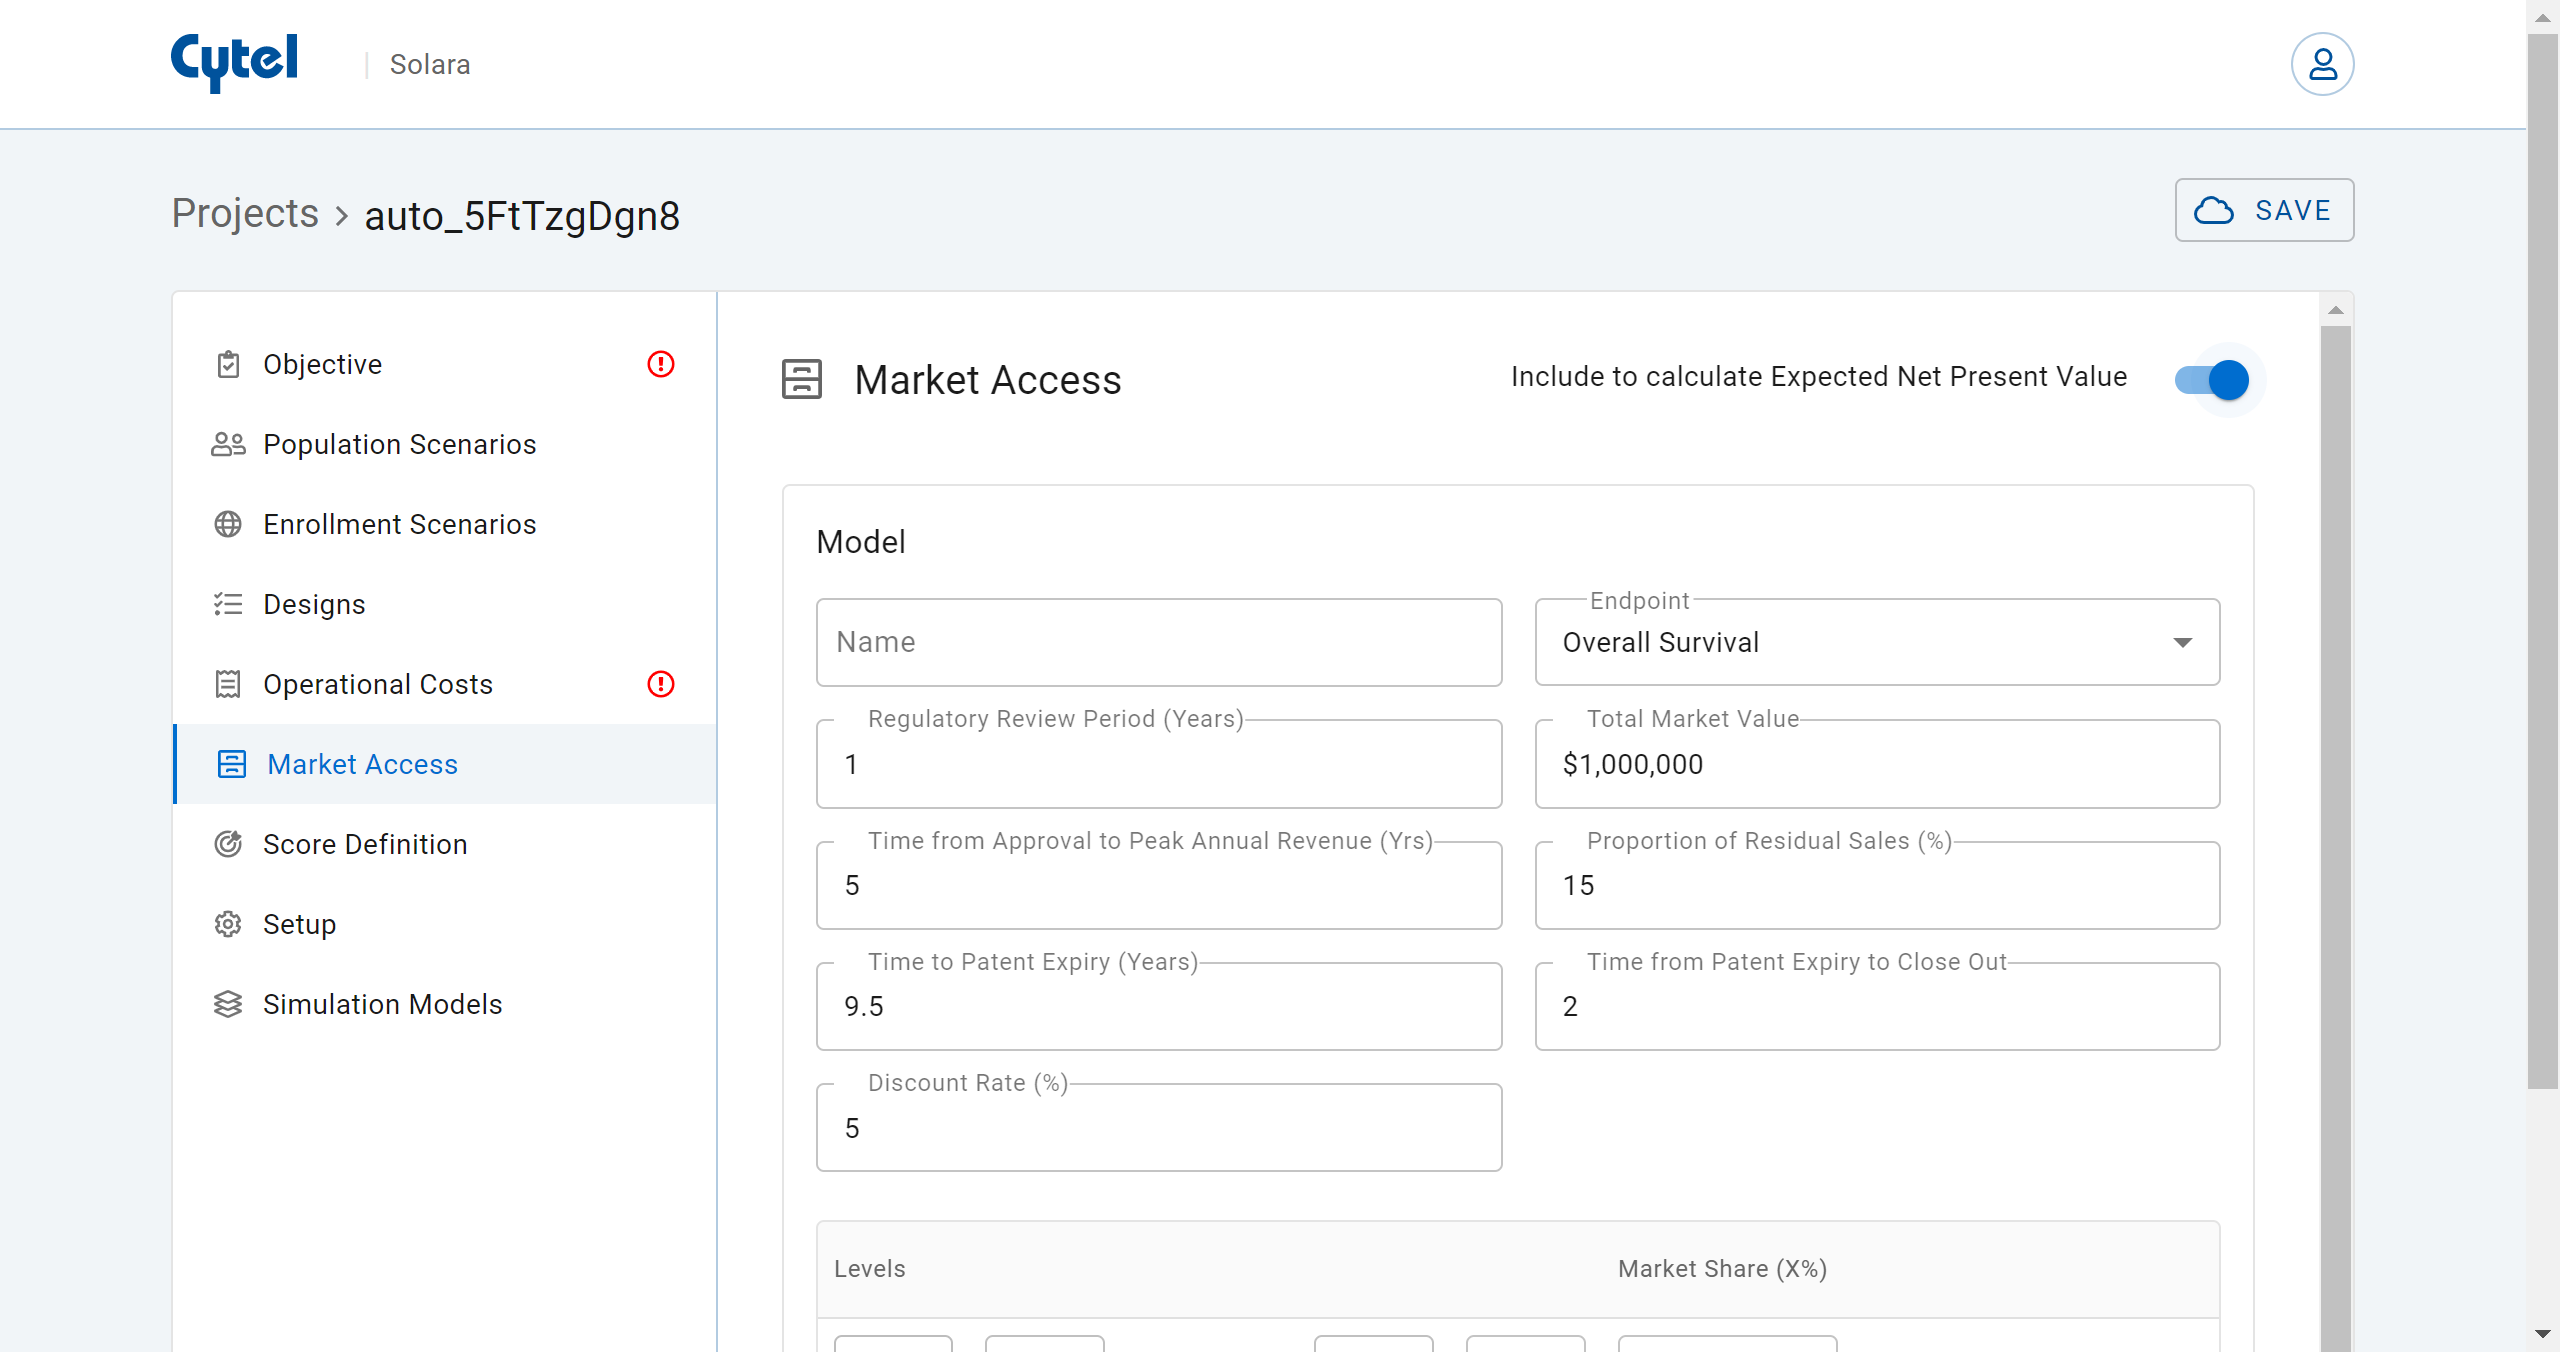 Cytel | Solara
Projects > auto_5FtTzgDgn8
SAVE
Objective
Population Scenarios
Enrollment Scenarios
Designs
Operational Costs
Market Access
Score Definition
Setup
Simulation Models
Market Access
Include to calculate Expected Net Present Value
Model
Name
Endpoint
Overall Survival
Regulatory Review Period (Years)
1
Total Market Value
$1,000,000
Time from Approval to Peak Annual Revenue (Yrs)
5
Proportion of Residual Sales (%)
15
Time to Patent Expiry (Years)
9.5
Time from Patent Expiry to Close Out
2
Discount Rate (%)
5
Levels
Market Share (X%)